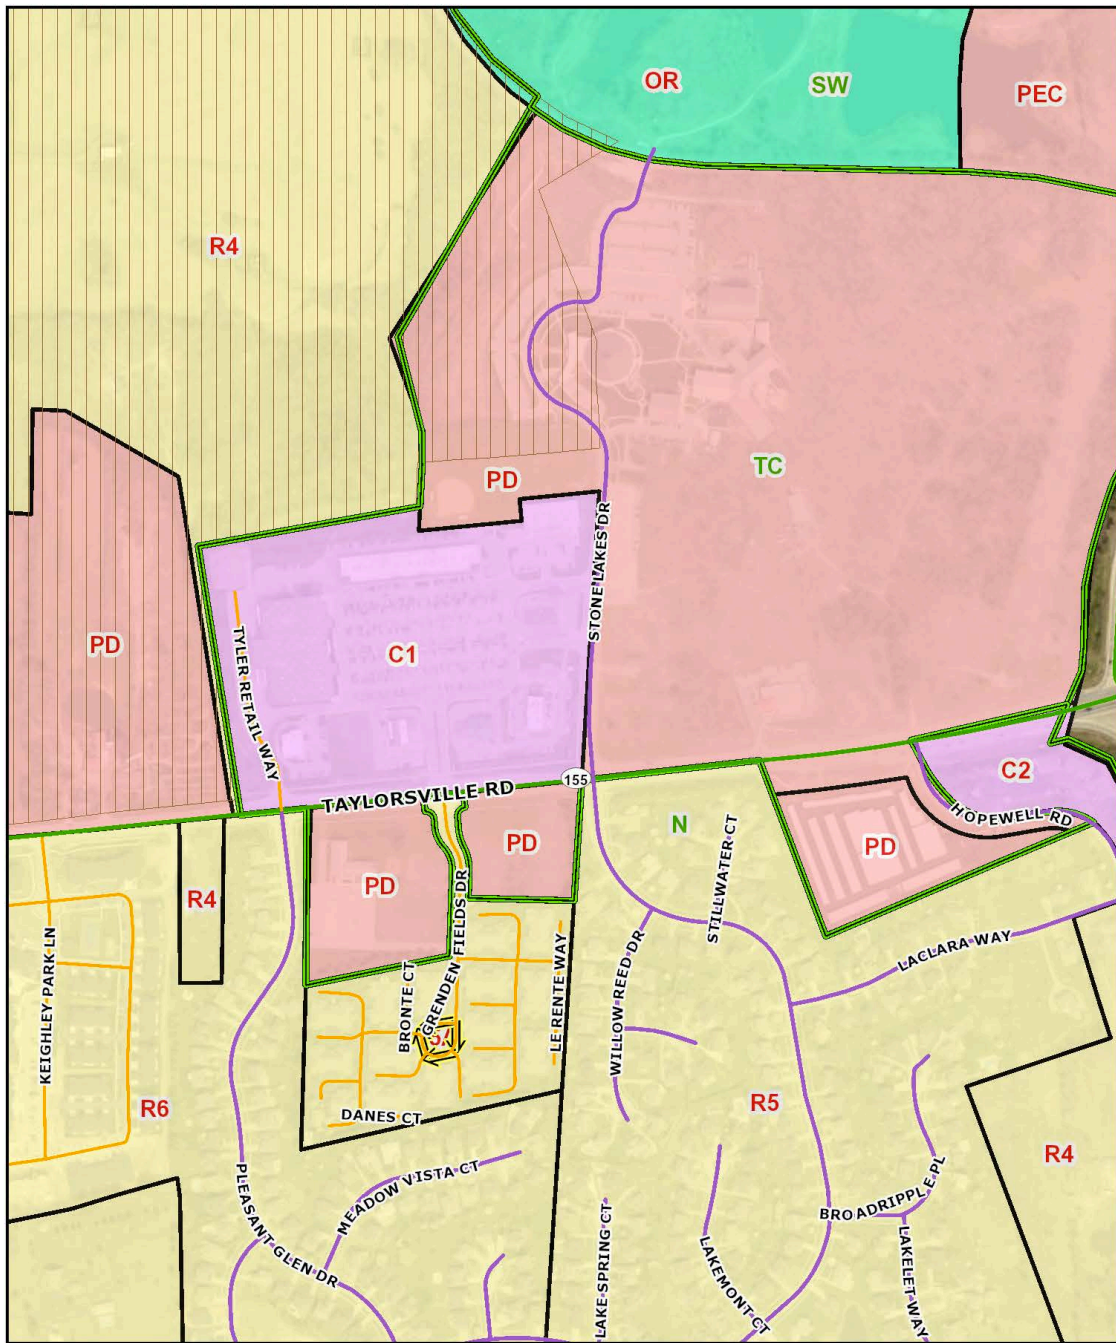 OR
SW
PEC
R4
TC
PD
STONE LAKES DR
PD
TYLER RETAIL WAY
C1
C2
155
TAYLORSVILLE RD
HOPEWELL RD
N
PD
PD
PD
R4
STILLWATER CT
GRENDEN FIELDS DR
KEIGHLEY PARK LN
BRONTE CT
LE RENTE WAY
WILLOW REED DR
LACLARA WAY
R6
DANES CT
R5
R4
PLEASANT GLEN DR
MEADOW VISTA CT
LAKE SPRING CT
LAKEMONT CT
BROADRIPPLE PL
LAKELET WAY